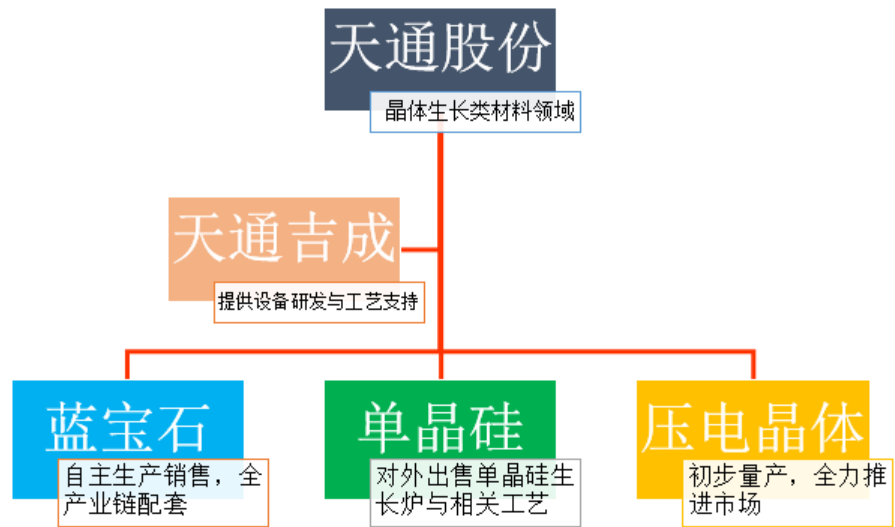 天通股份
晶体生长类材料领域
天通吉成
提供设备研发与工艺支持
蓝宝石
自主生产销售，全
产业链配套
单晶硅
对外出售单晶硅生
长炉与相关工艺
压电晶体
初步量产，全力推
进市场